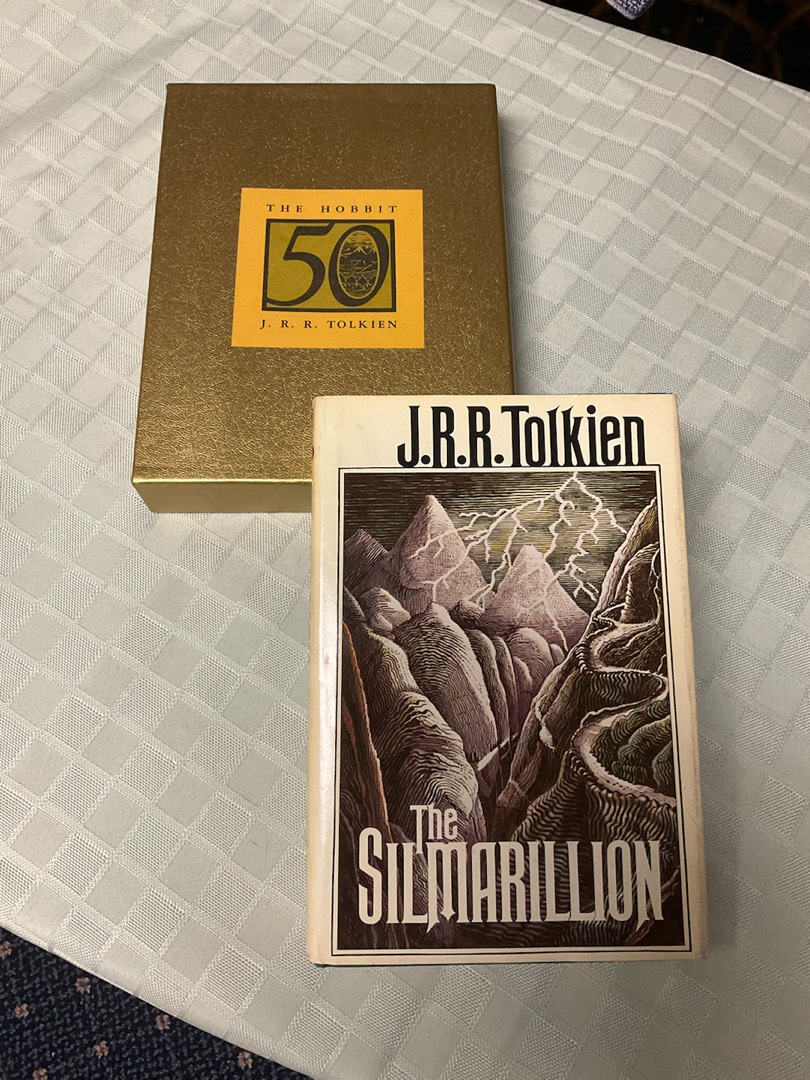 THE HOBBIT
50
J. R. R. TOLKIEN
J.R.R. Tolkien
The
SILMARILLION